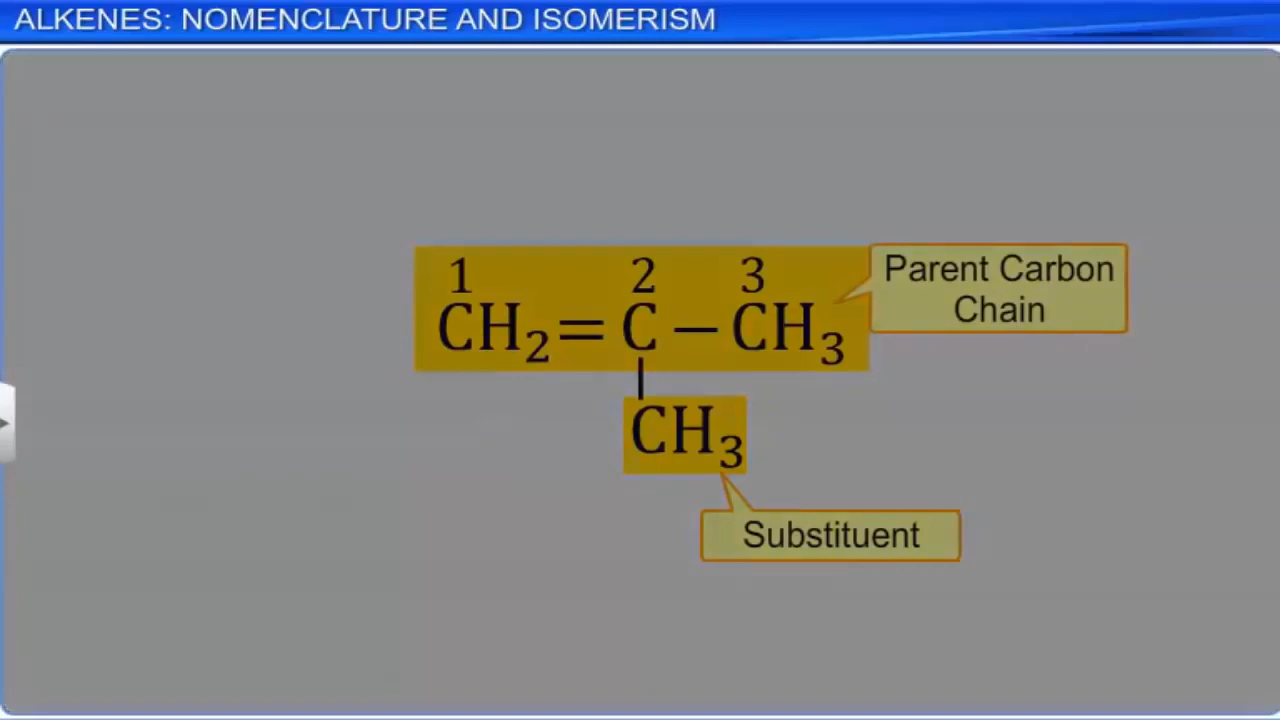 ALKENES: NOMENCLATURE AND ISOMERISM
1 2 3
CH₂=C–CH₃
CH₃
Parent Carbon
Chain
Substituent